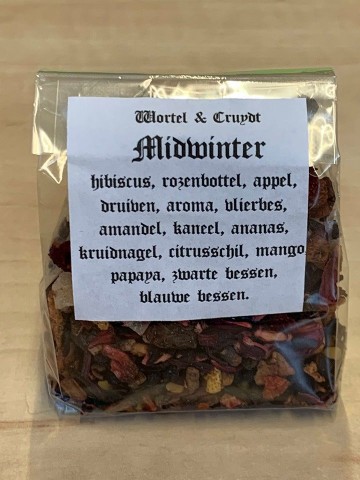 Wortel & Cruydt
Midwinter
hibiscus, rozenbottel, appel,
druiven, aroma, vlierbes,
amandel, kaneel, ananas,
kruidnagel, citrusschil, mango
papaya, zwarte bessen,
blauwe bessen.